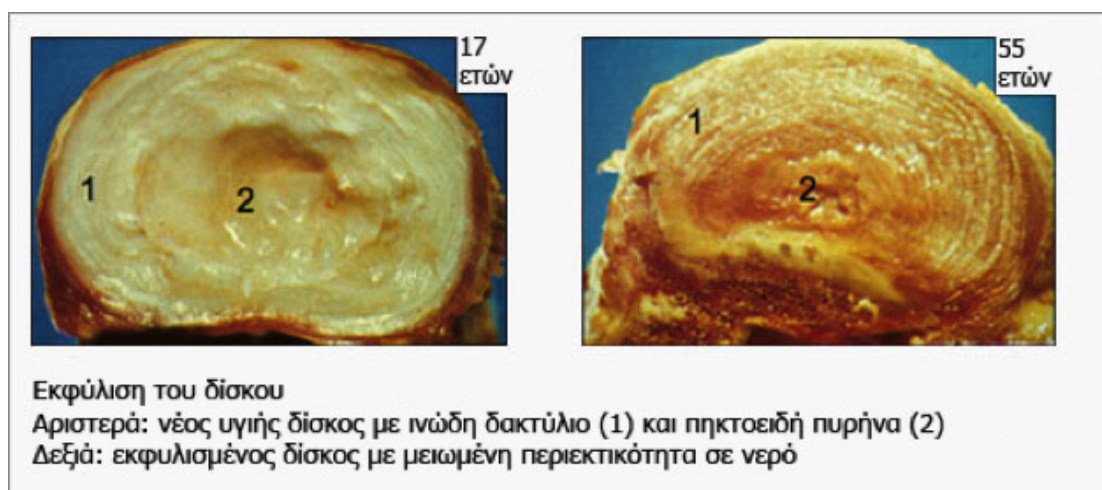 17
ετών
55
ετών
1
2
1
2
Εκφύλιση του δίσκου
Αριστερά: νέος υγιής δίσκος με ινώδη δακτύλιο (1) και πηκτοειδή πυρήνα (2)
Δεξιά: εκφυλισμένος δίσκος με μειωμένη περιεκτικότητα σε νερό